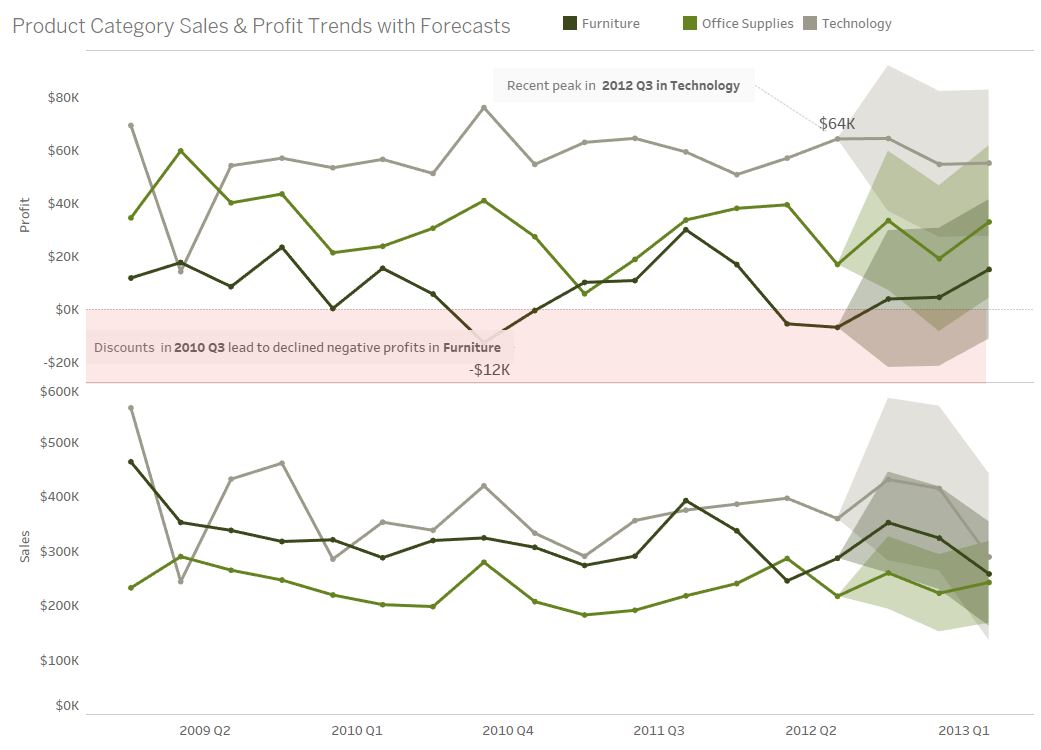 Product Category Sales & Profit Trends with Forecasts
Furniture
Office Supplies
Technology
Recent peak in 2012 Q3 in Technology
$64K
Profit
$80K
$60K
$40K
$20K
$0K
-$20K
Discounts in 2010 Q3 lead to declined negative profits in Furniture
-$12K
Sales
$600K
$500K
$400K
$300K
$200K
$100K
$0K
2009 Q2
2010 Q1
2010 Q4
2011 Q3
2012 Q2
2013 Q1